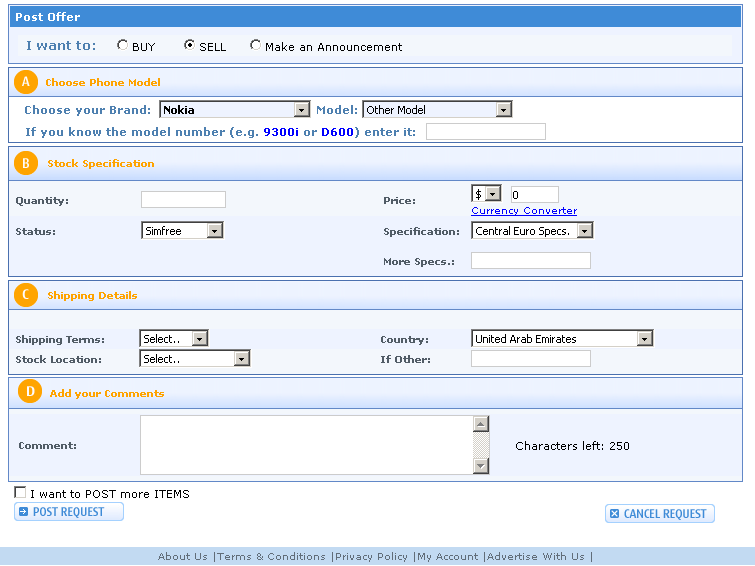 Post Offer
I want to: BUY SELL Make an Announcement
A Choose Phone Model
Choose your Brand: Nokia Model: Other Model
If you know the model number (e.g. 9300i or D600) enter it:
B Stock Specification
Quantity: Price: $ 0
Currency Converter
Status: Simfree Specification: Central Euro Specs.
More Specs.:
C Shipping Details
Shipping Terms: Select.. Country: United Arab Emirates
Stock Location: Select.. If Other:
D Add your Comments
Comment: Characters left: 250
I want to POST more ITEMS
POST REQUEST CANCEL REQUEST
About Us |Terms & Conditions |Privacy Policy |My Account |Advertise With Us |